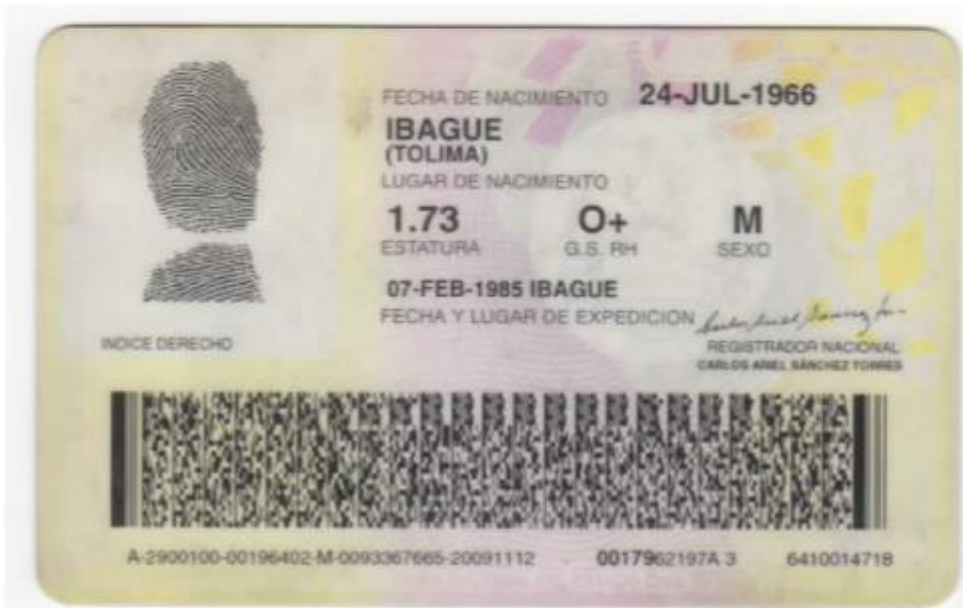 FECHA DE NACIMIENTO 24-JUL-1966
IBAGUE
(TOLIMA)
LUGAR DE NACIMIENTO
1.73 O+ M
ESTATURA G.S. RH SEXO
07-FEB-1985 IBAGUE
FECHA Y LUGAR DE EXPEDICION
INDICE DERECHO
REGISTRADOR NACIONAL
CARLOS ARIEL SÁNCHEZ TORRES
A-2900100-00196402-M-0093367665-20091112 0017962197A 3 6410014718